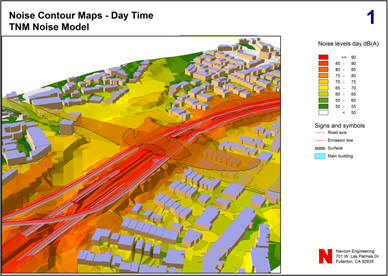 Noise Contour Maps - Day Time
TNM Noise Model
1
Noise levels day dB(A)
>= 90
85 - 90
80 - 85
75 - 80
70 - 75
65 - 70
60 - 65
55 - 60
50 - 55
< 50
Signs and symbols
Road axis
Emission line
Surface
Main building
N
Navcon Engineering
701 W. Las Palmas Dr
Fullerton, CA 92835